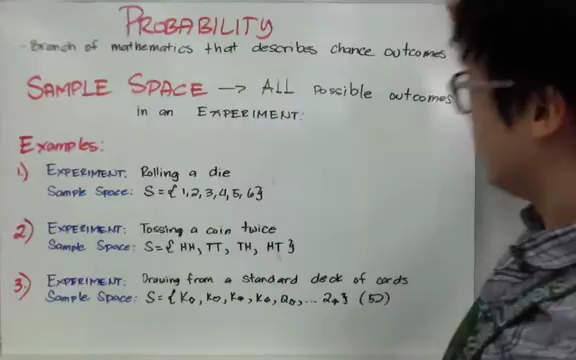 PROBABILITY
- Branch of mathematics that describes chance outcomes
SAMPLE SPACE → ALL possible outcomes
in an EXPERIMENT:
Examples:
1.) EXPERIMENT: Rolling a die
Sample Space: S = {1,2,3,4,5,6}
2.) EXPERIMENT: Tossing a coin twice
Sample Space: S = {HH, TT, TH, HT}
3.) EXPERIMENT: Drawing from a standard deck of cards
Sample Space: S = {